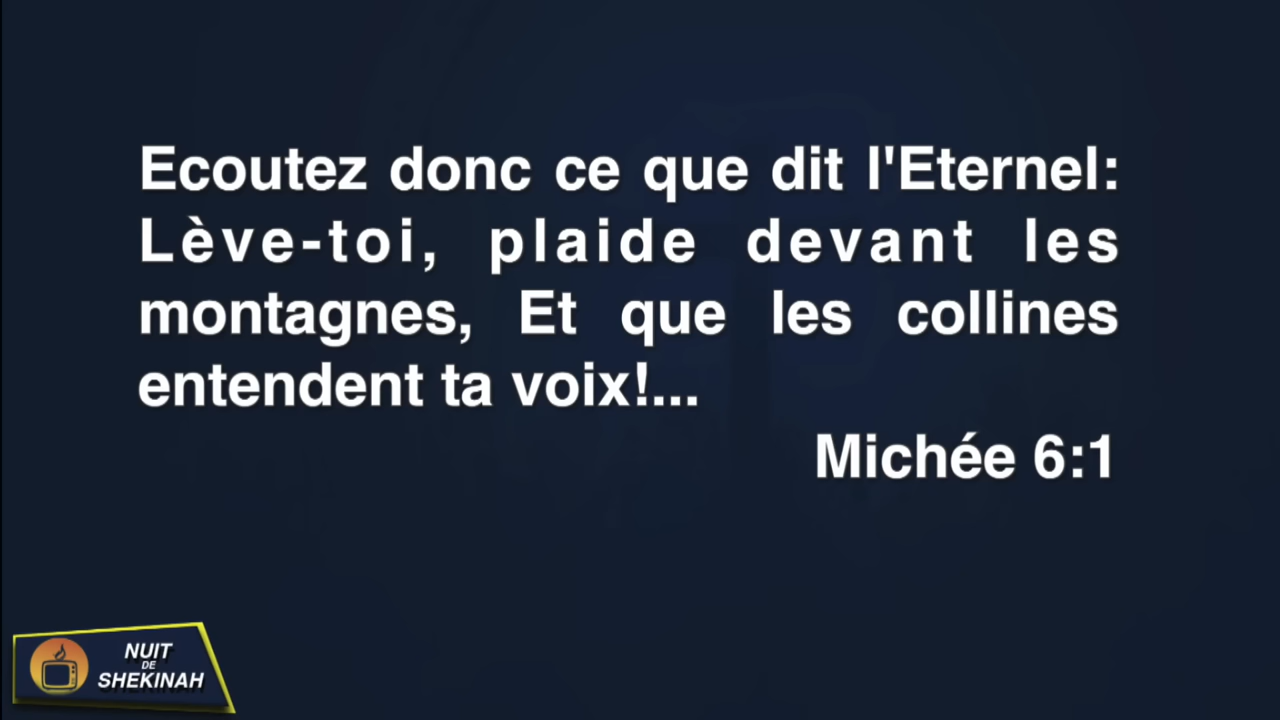 Ecoutez donc ce que dit l'Eternel:
Lève-toi, plaide devant les
montagnes, Et que les collines
entendent ta voix!...
Michée 6:1
NUIT
DE
SHEKINAH